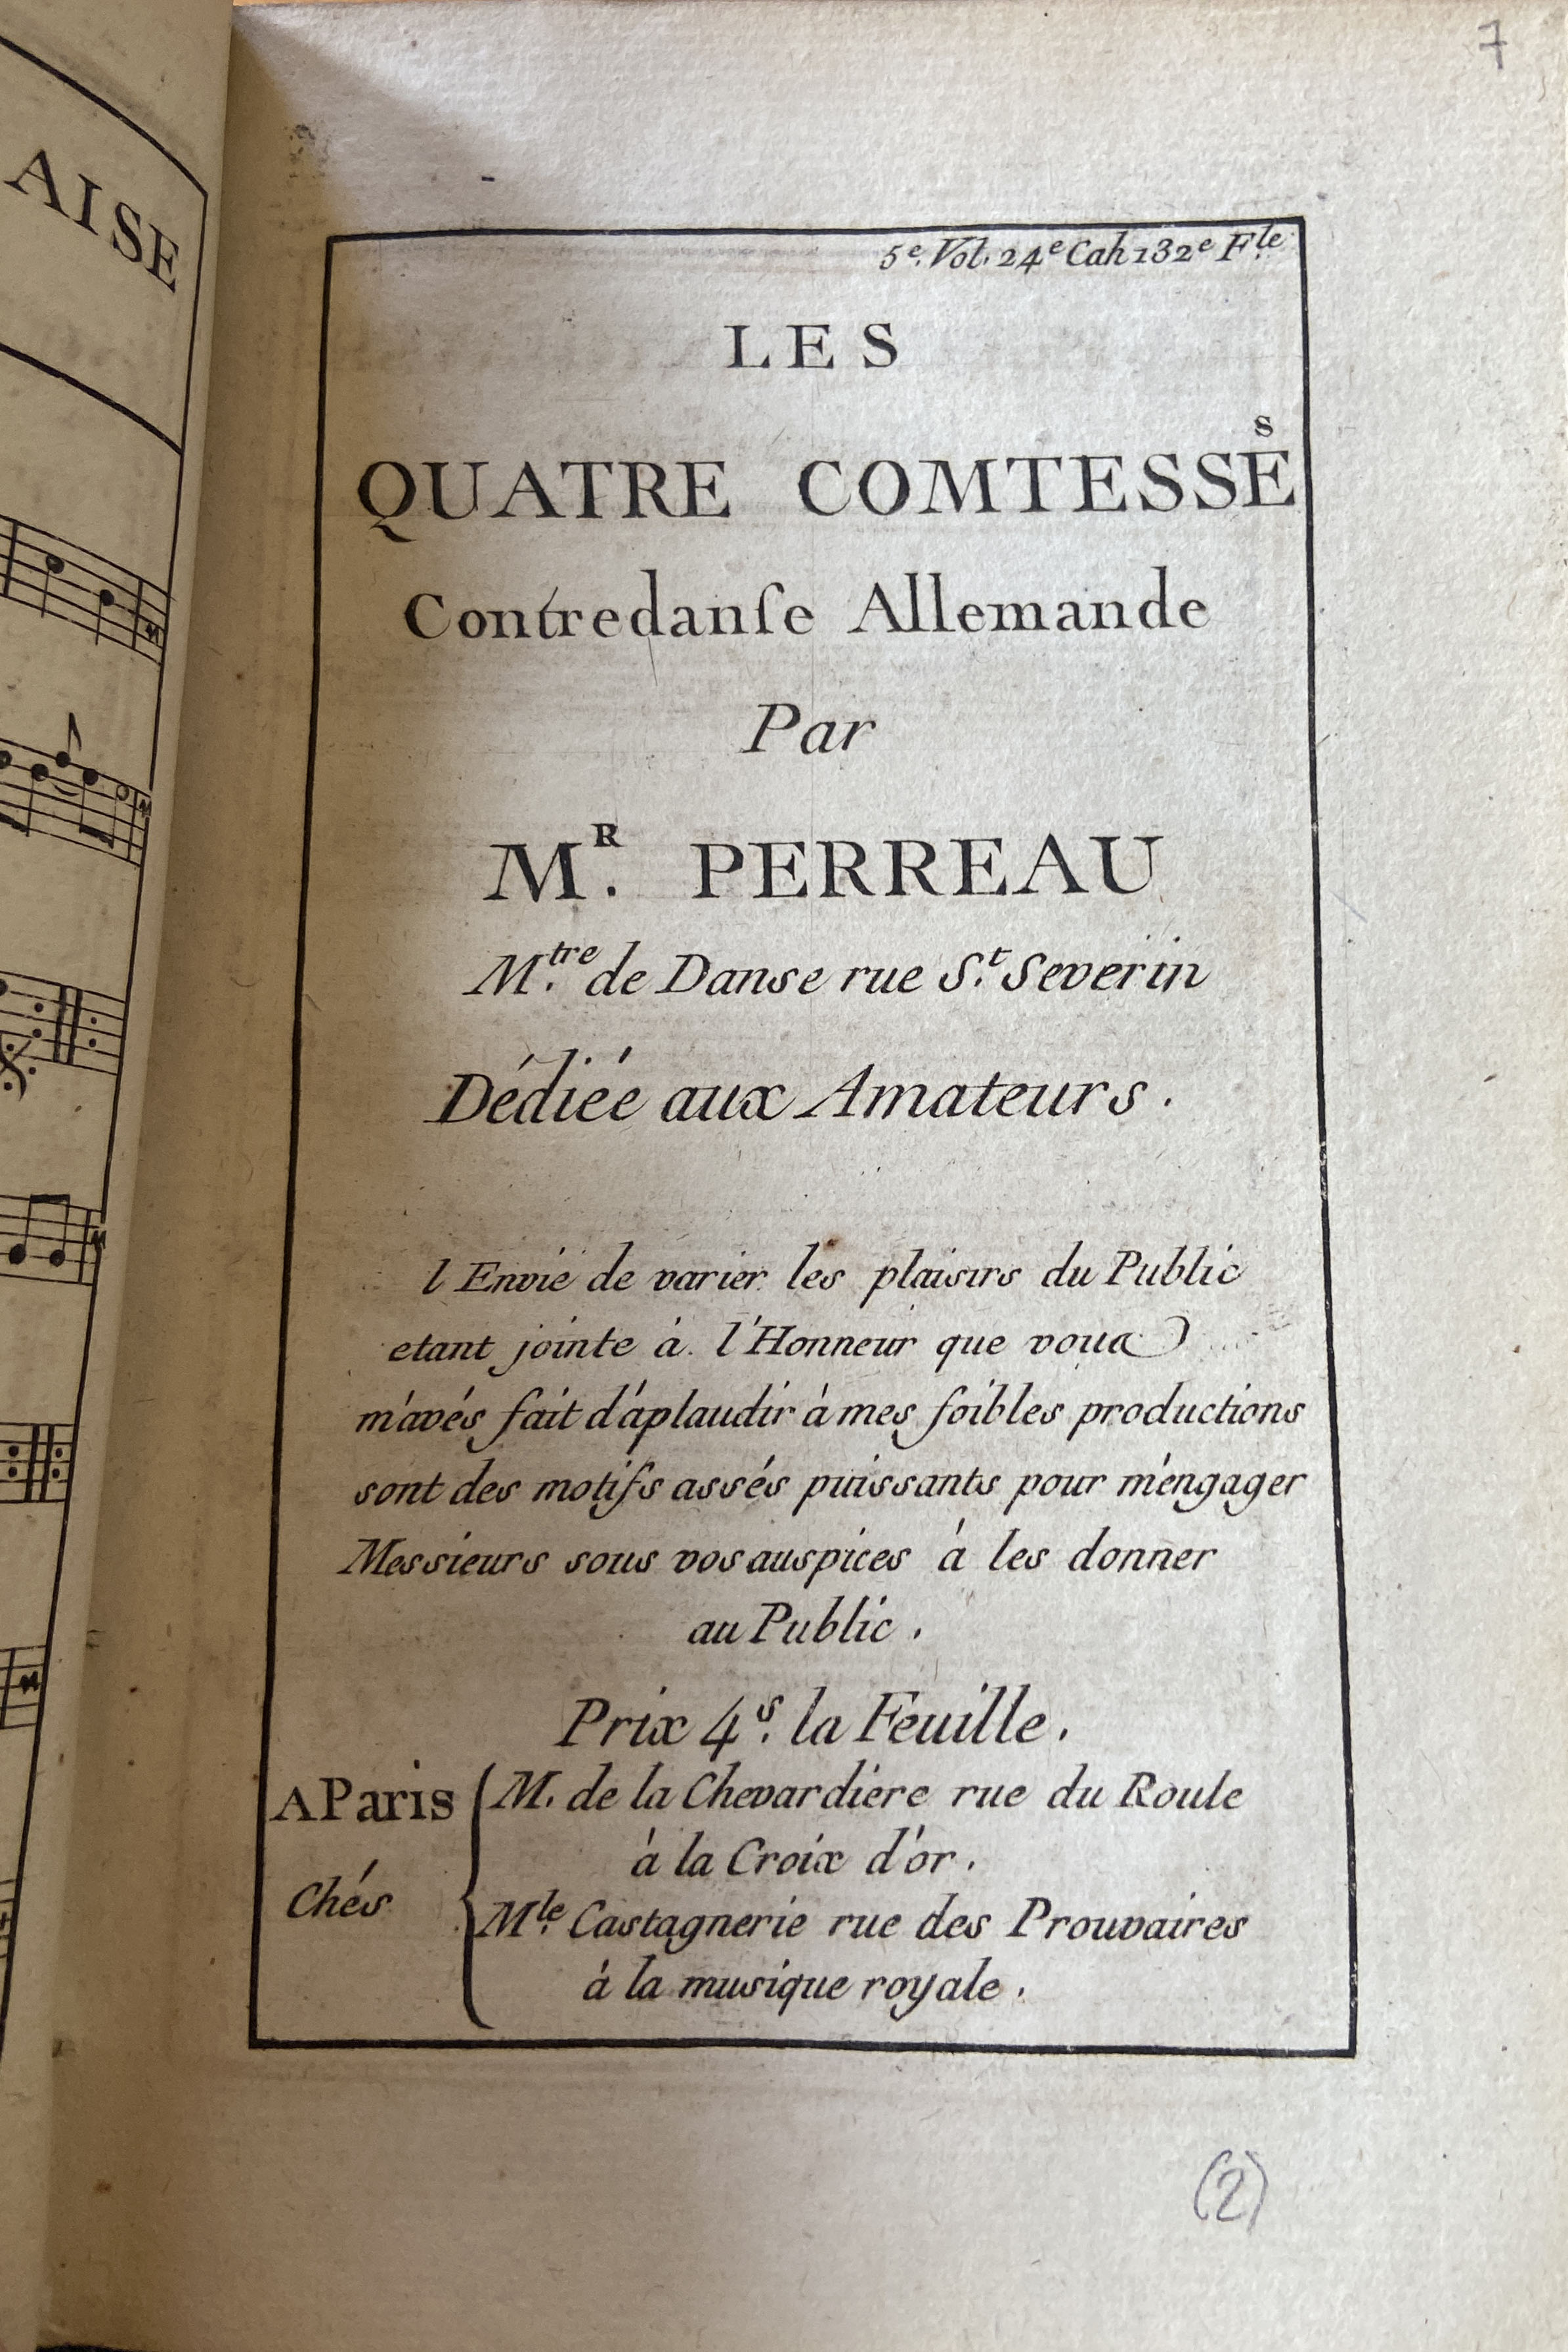 AISE
7
5e. Vol. 24e Cah 132e Fle.
LES
QUATRE COMTESSEs
Contredanſe Allemande
Par
MR. PERREAU
Mtre. de Danse rue St. Severin
Dédiée aux Amateurs.
l Envie de varier les plaisirs du Public
etant jointe à l'Honneur que vous
m'avés fait d'aplaudir à mes foibles productions
sont des motifs assés puissants pour m'engager
Messieurs sous vos auspices à les donner
au Public.
Prix 4s. la Feuille.
A Paris
Chés
M. de la Chevardiere rue du Roule
à la Croix d'or.
Mle. Castagnerie rue des Prouvaires
à la musique royale.
(2)